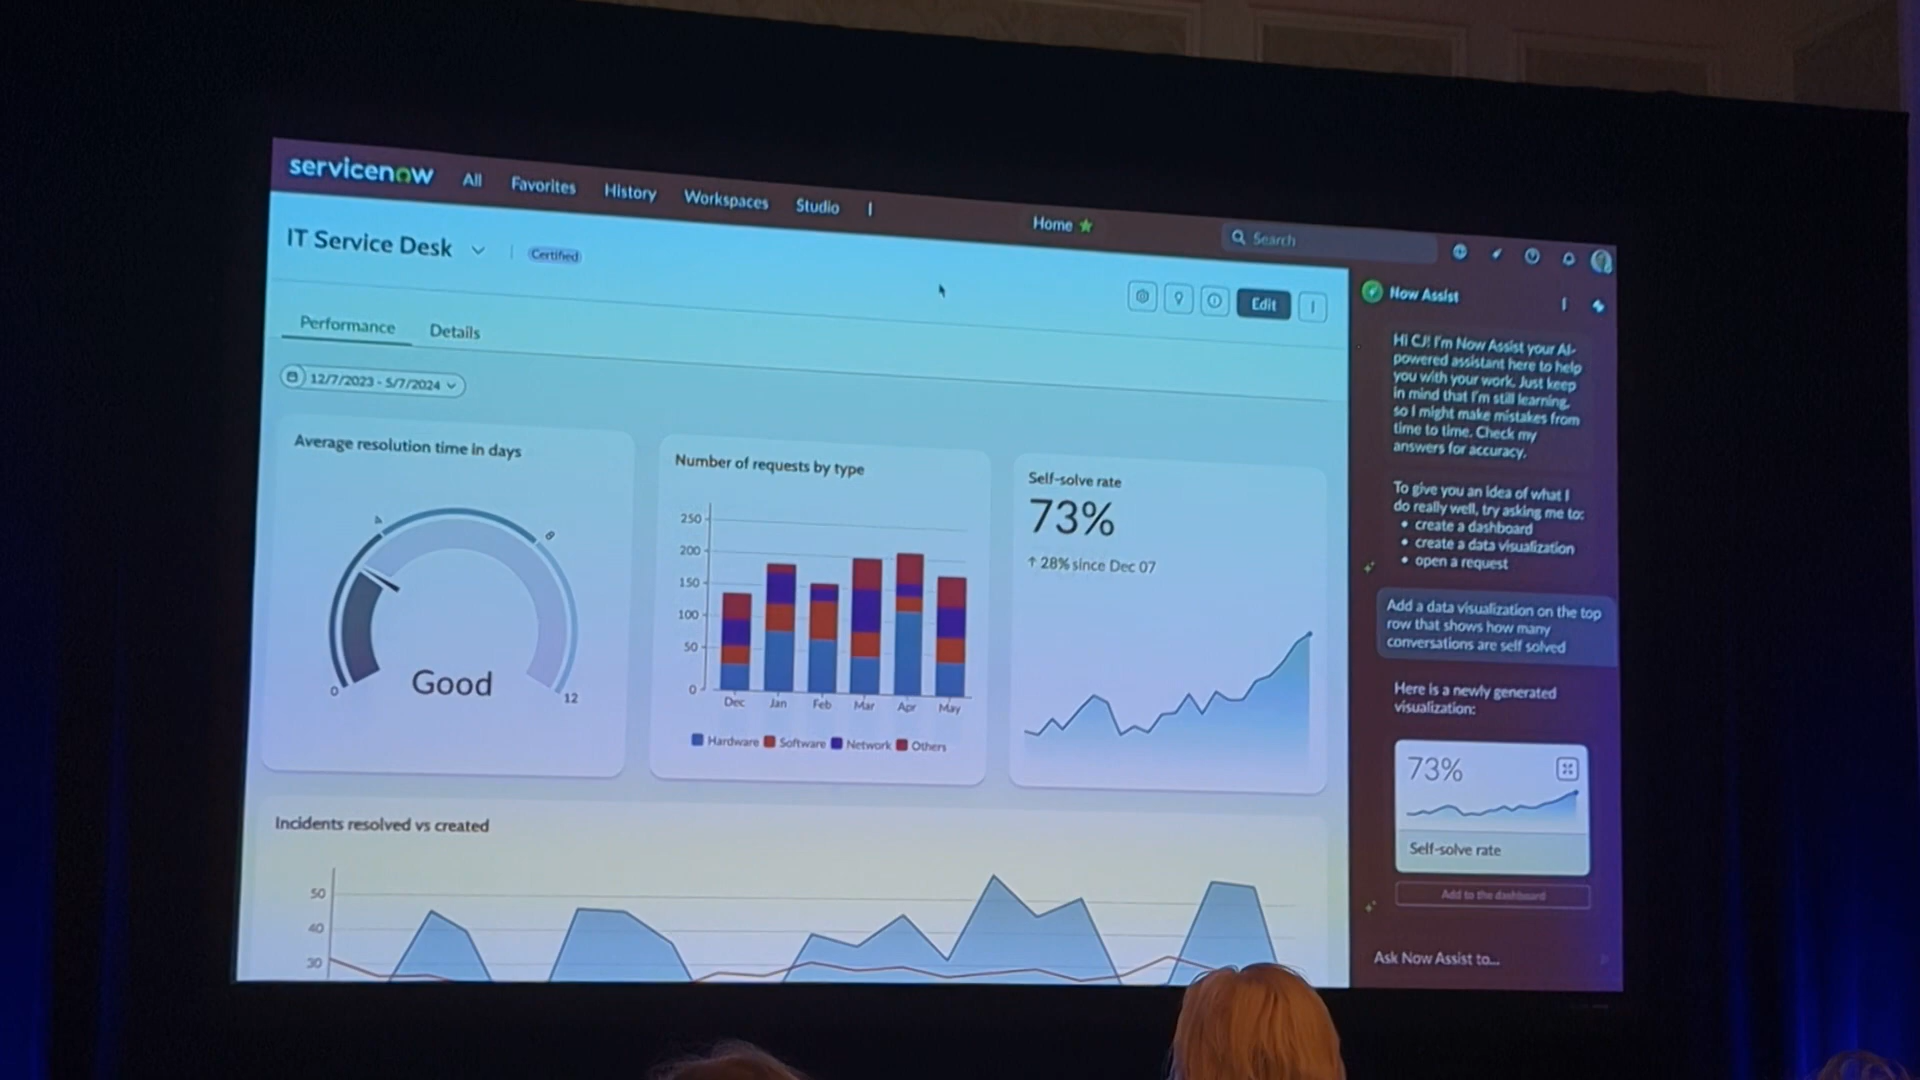 servicenow All Favorites History Workspaces Studio
Home
Search
IT Service Desk
Certified
Edit
Performance Details
12/7/2023 - 5/7/2024
Average resolution time in days
0
4
8
12
Good
Number of requests by type
250
200
150
100
50
0
Dec Jan Feb Mar Apr May
Hardware Software Network Others
Self-solve rate
73%
↑ 28% since Dec 07
Incidents resolved vs created
50
40
30
Now Assist
Hi CJ! I'm Now Assist your AI-
powered assistant here to help
you with your work. Just keep
in mind that I'm still learning,
so I might make mistakes from
time to time. Check my
answers for accuracy.
To give you an idea of what I
do really well, try asking me to:
• create a dashboard
• create a data visualization
• open a request
Add a data visualization on the top
row that shows how many
conversations are self solved
Here is a newly generated
visualization:
73%
Self-solve rate
Add to the dashboard
Ask Now Assist to...